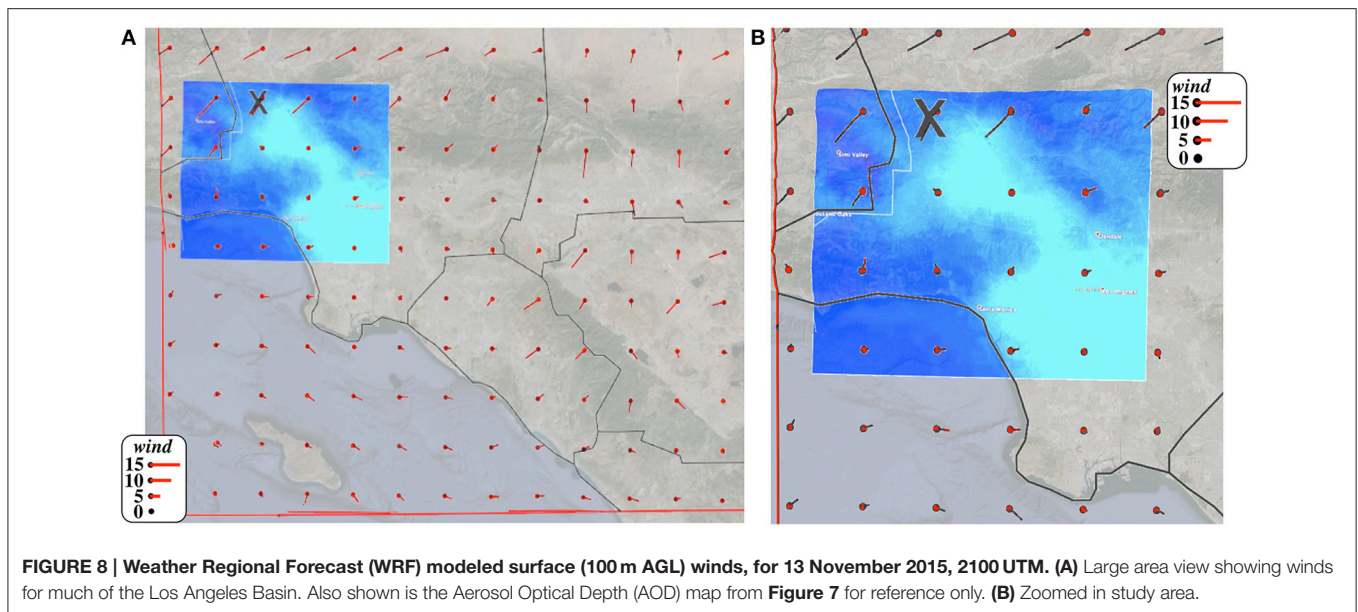 A
B
wind
15
10
5
0
wind
15
10
5
0
X
X
Simi Valley
Glendale
Santa Monica
FIGURE 8 | Weather Regional Forecast (WRF) modeled surface (100 m AGL) winds, for 13 November 2015, 2100 UTM. (A) Large area view showing winds
for much of the Los Angeles Basin. Also shown is the Aerosol Optical Depth (AOD) map from Figure 7 for reference only. (B) Zoomed in study area.